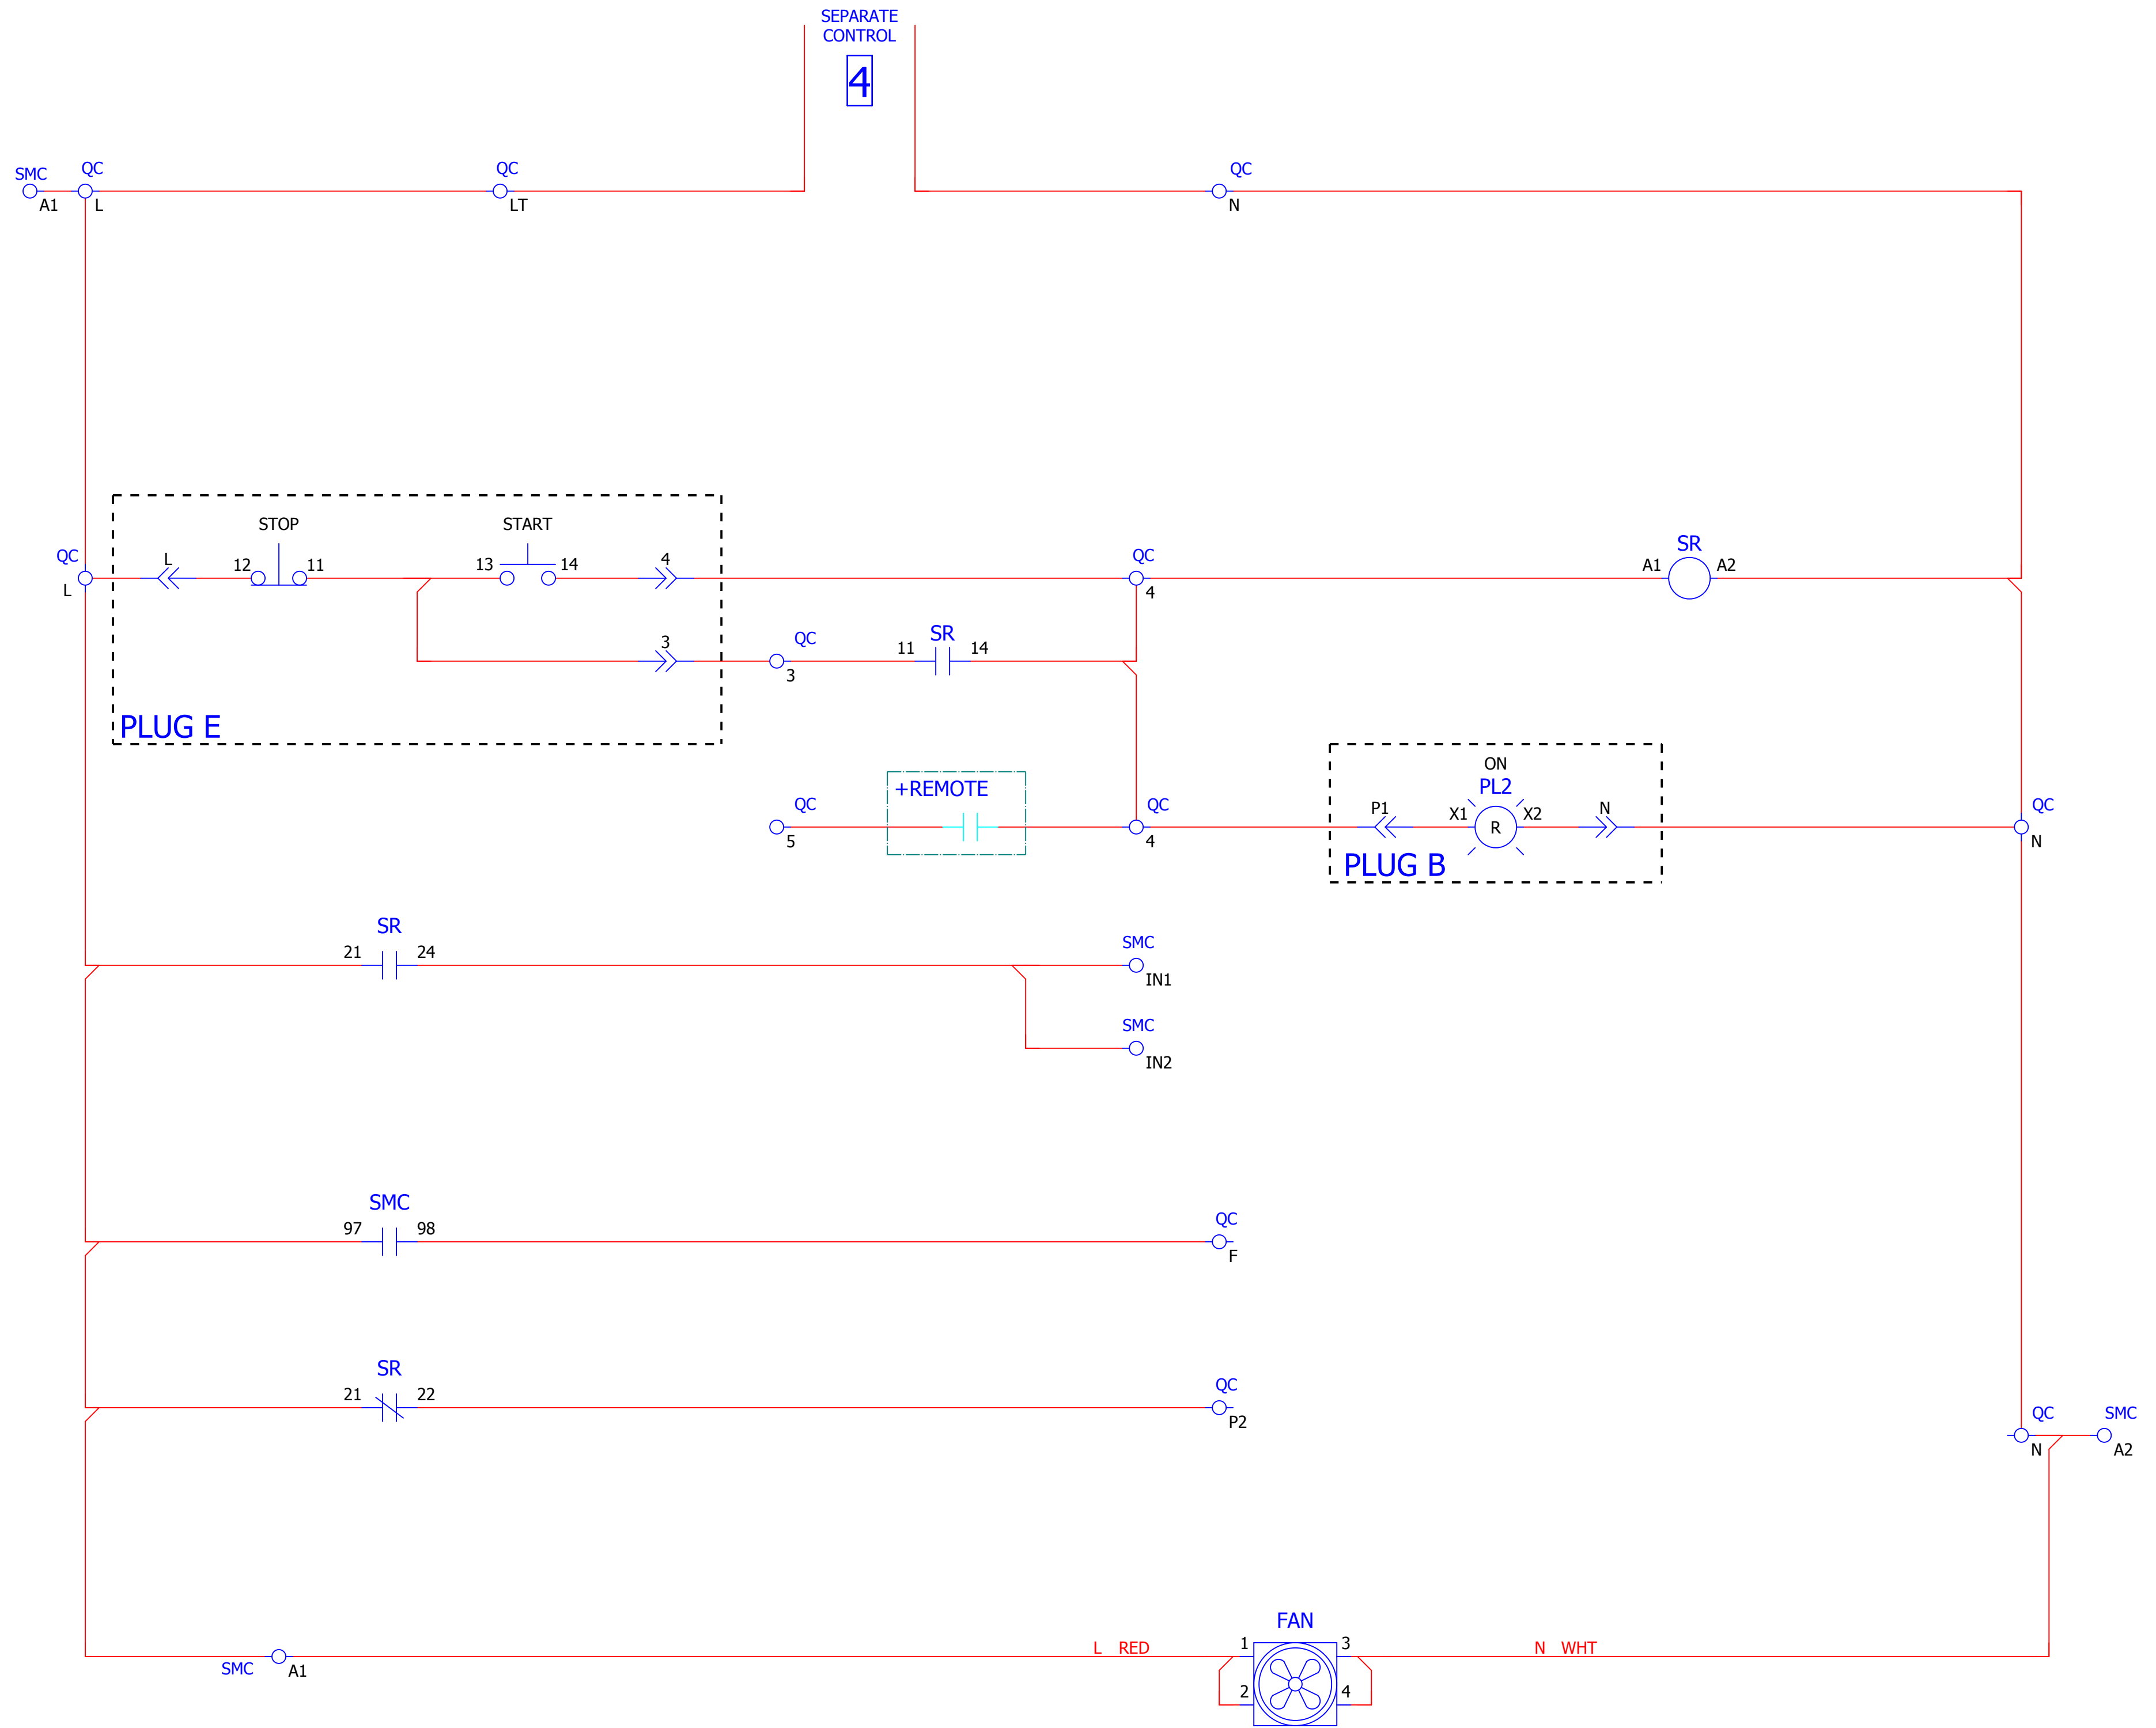 SEPARATE
CONTROL
4
SMC
A1
QC
L
QC
LT
QC
N
STOP
START
QC
L
L
12
11
13
14
4
QC
4
SR
A1
A2
3
QC
3
SR
11
14
PLUG E
+REMOTE
QC
5
QC
4
ON
PL2
P1
X1
R
X2
N
PLUG B
QC
N
SR
21
24
SMC
IN1
SMC
IN2
SMC
97
98
QC
F
SR
21
22
QC
P2
QC
N
SMC
A2
SMC
A1
L RED
FAN
1
2
3
4
N WHT